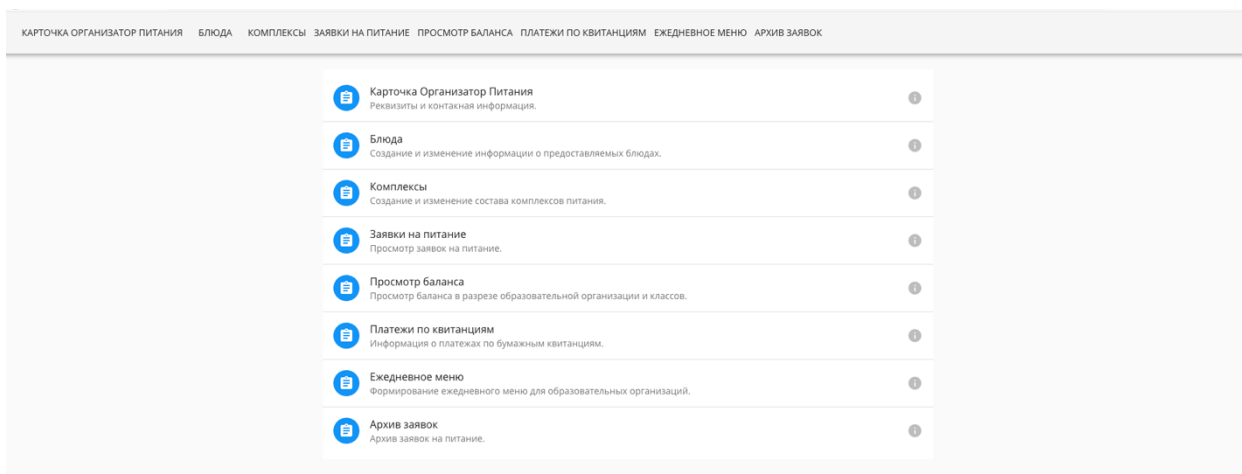 КАРТОЧКА ОРГАНИЗАТОР ПИТАНИЯ БЛЮДА КОМПЛЕКСЫ ЗАЯВКИ НА ПИТАНИЕ ПРОСМОТР БАЛАНСА ПЛАТЕЖИ ПО КВИТАНЦИЯМ ЕЖЕДНЕВНОЕ МЕНЮ АРХИВ ЗАЯВОК
Карточка Организатор Питания
Реквизиты и контакная информация.
Блюда
Создание и изменение информации о предоставляемых блюдах.
Комплексы
Создание и изменение состава комплексов питания.
Заявки на питание
Просмотр заявок на питание.
Просмотр баланса
Просмотр баланса в разрезе образовательной организации и классов.
Платежи по квитанциям
Информация о платежах по бумажным квитанциям.
Ежедневное меню
Формирование ежедневного меню для образовательных организаций.
Архив заявок
Архив заявок на питание.